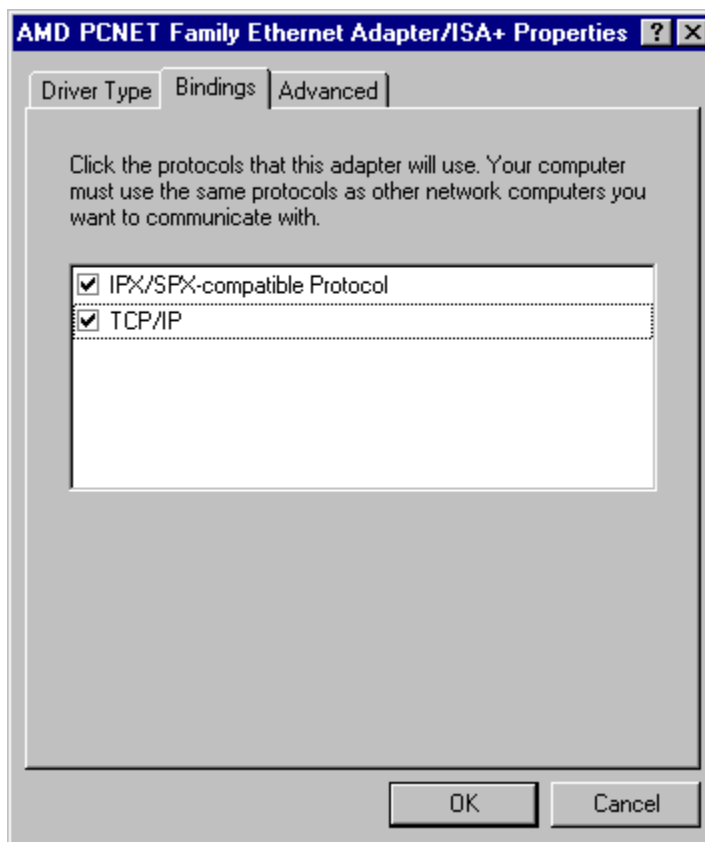 AMD PCNET Family Ethernet Adapter/ISA+ Properties
Driver Type Bindings Advanced
Click the protocols that this adapter will use. Your computer
must use the same protocols as other network computers you
want to communicate with.
IPX/SPX-compatible Protocol
TCP/IP
OK Cancel